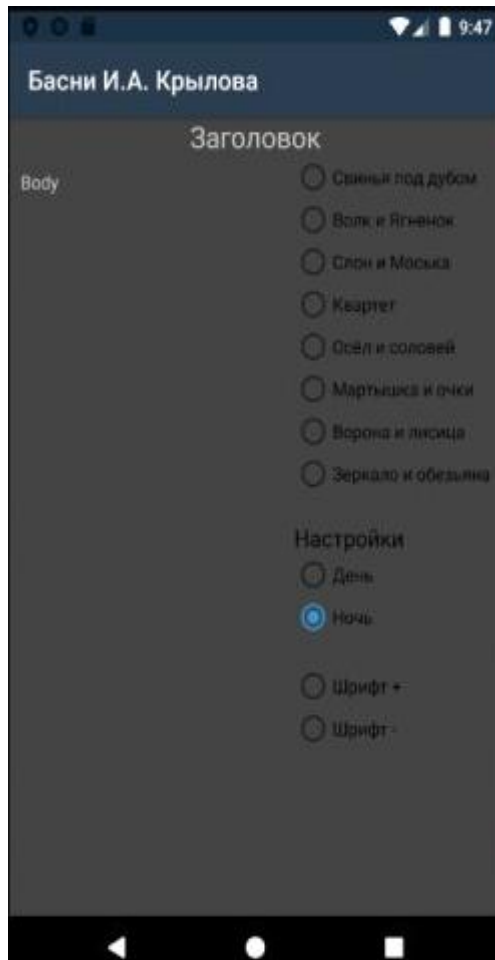 9:47
Басни И.А. Крылова
Заголовок
Body
Свинья под дубом
Волк и Ягненок
Слон и Моська
Квартет
Осёл и соловей
Мартышка и очки
Ворона и лисица
Зеркало и обезьяна
Настройки
День
Ночь
Шрифт +
Шрифт -